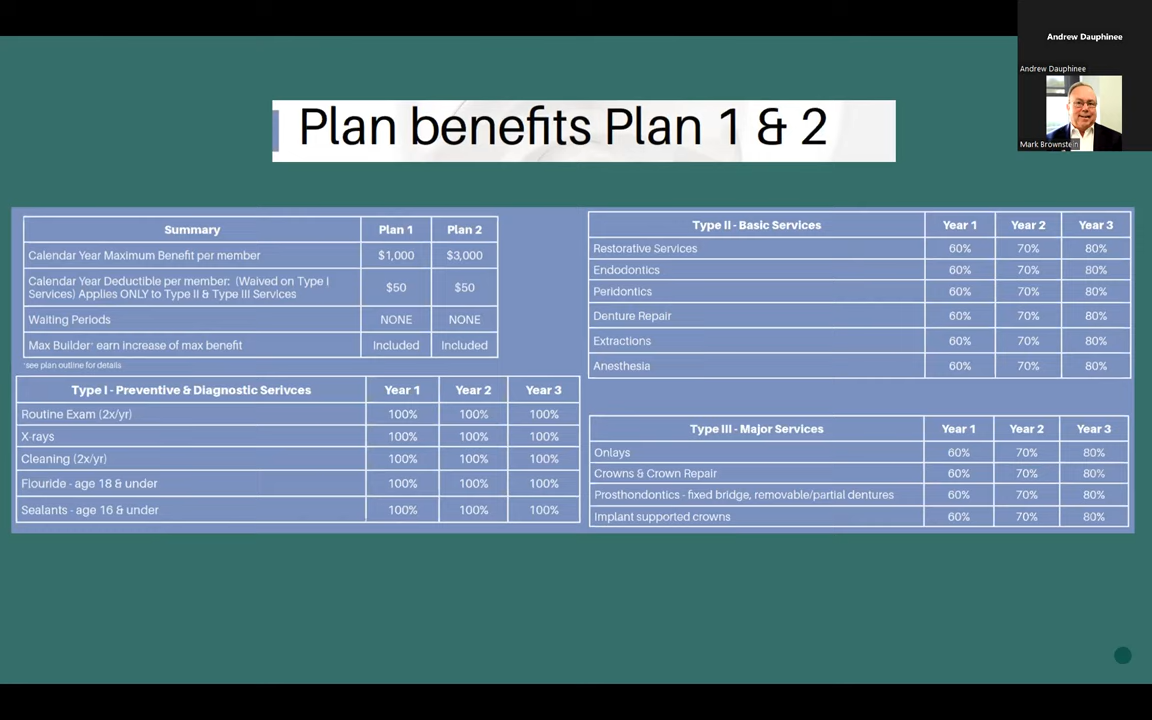 Andrew Dauphinee
Andrew Dauphinee
Mark Brownstein
Plan benefits Plan 1 & 2
Summary Plan 1 Plan 2
Calendar Year Maximum Benefit per member $1,000 $3,000
Calendar Year Deductible per member: (Waived on Type I
Services) Applies ONLY to Type II & Type III Services $50 $50
Waiting Periods NONE NONE
Max Builder* earn increase of max benefit Included Included
*see plan outline for details
Type I - Preventive & Diagnostic Serivces Year 1 Year 2 Year 3
Routine Exam (2x/yr) 100% 100% 100%
X-rays 100% 100% 100%
Cleaning (2x/yr) 100% 100% 100%
Flouride - age 18 & under 100% 100% 100%
Sealants - age 16 & under 100% 100% 100%
Type II - Basic Services Year 1 Year 2 Year 3
Restorative Services 60% 70% 80%
Endodontics 60% 70% 80%
Peridontics 60% 70% 80%
Denture Repair 60% 70% 80%
Extractions 60% 70% 80%
Anesthesia 60% 70% 80%
Type III - Major Services Year 1 Year 2 Year 3
Onlays 60% 70% 80%
Crowns & Crown Repair 60% 70% 80%
Prosthondontics - fixed bridge, removable/partial dentures 60% 70% 80%
Implant supported crowns 60% 70% 80%